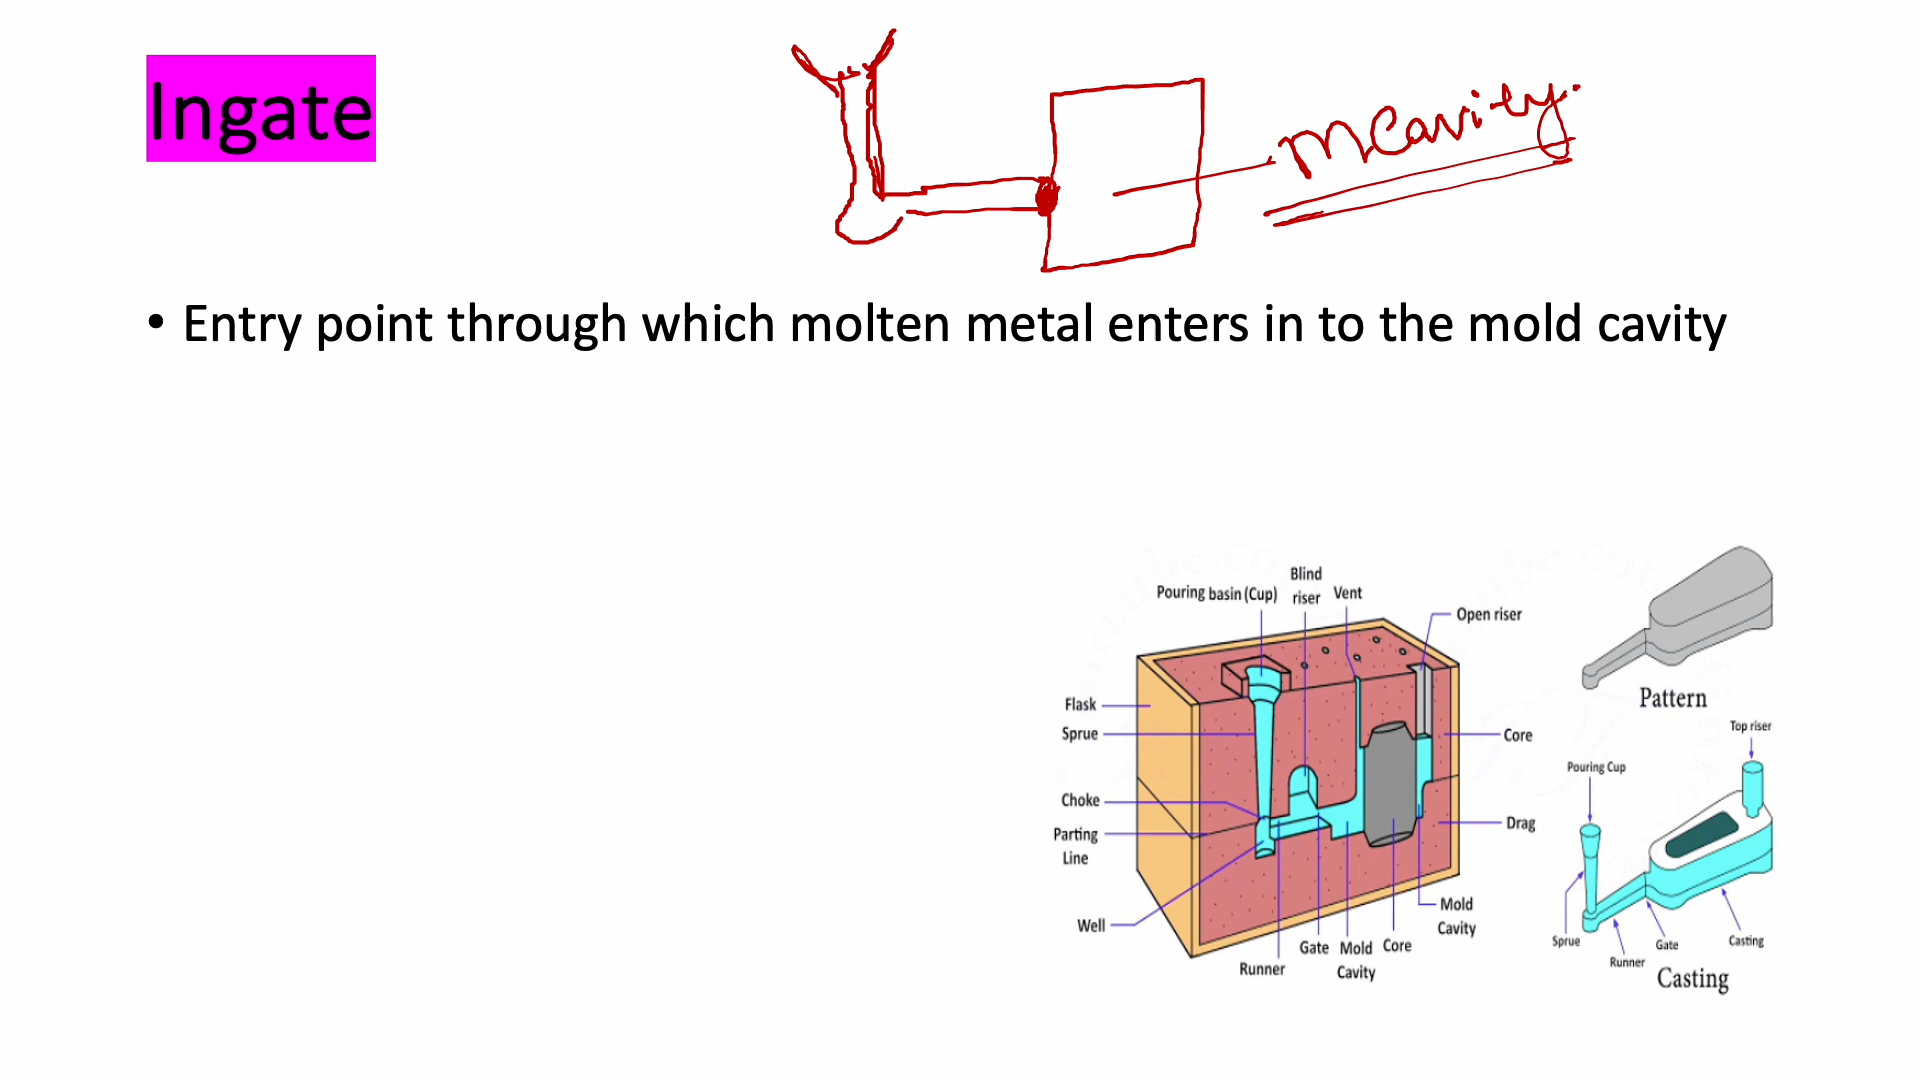 Ingate
M Cavity.
• Entry point through which molten metal enters in to the mold cavity
Pouring basin (Cup)
Blind
riser
Vent
Open riser
Flask
Sprue
Core
Choke
Parting
Line
Drag
Well
Mold
Cavity
Gate
Mold
Cavity
Core
Runner
Pattern
Top riser
Pouring Cup
Sprue
Runner
Gate
Casting
Casting